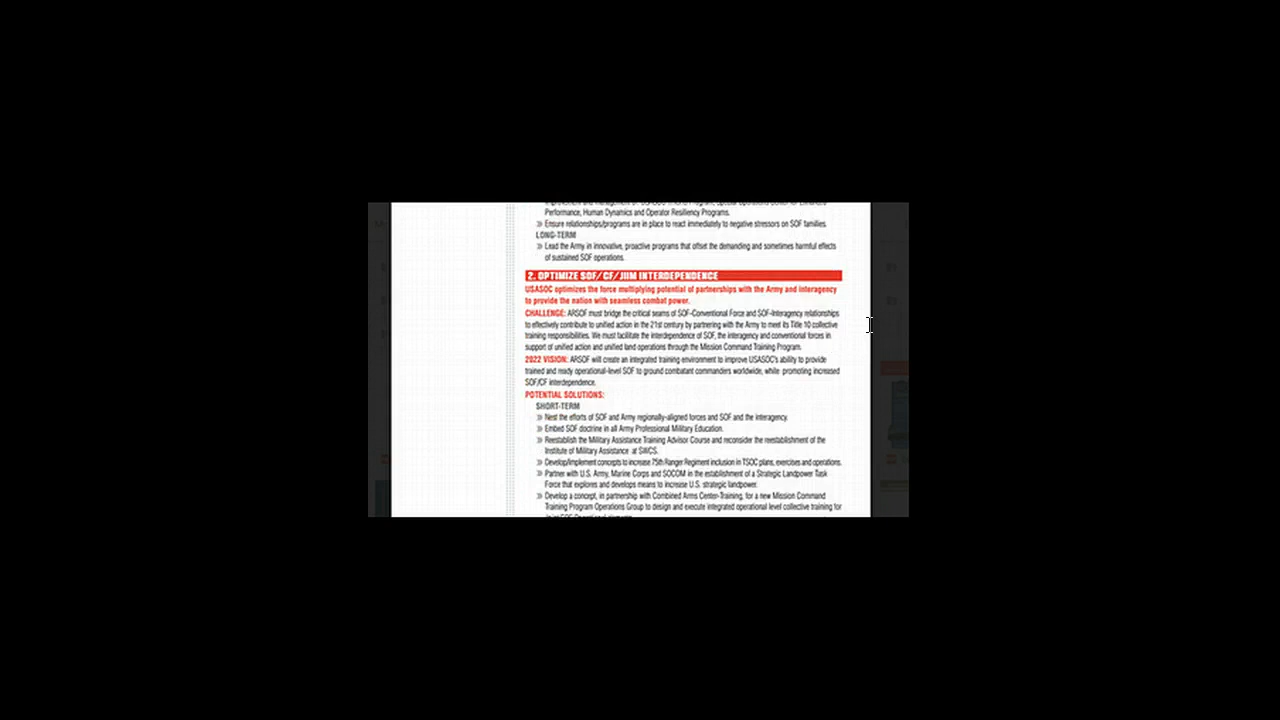 Performance, Human Dynamics and Operator Resiliency Programs.
» Ensure relationships/programs are in place to react immediately to negative stressors on SOF families.
LONG-TERM
» Lead the Army in innovative, proactive programs that offset the demanding and sometimes harmful effects
of sustained SOF operations.
2. OPTIMIZE SOF/CF/JIIM INTERDEPENDENCE
USASOC optimizes the force multiplying potential of partnerships with the Army and interagency
to provide the nation with seamless combat power.
CHALLENGE: ARSOF must bridge the critical seams of SOF-Conventional Force and SOF-Interagency relationships
to effectively contribute to unified action in the 21st century by partnering with the Army to meet its Title 10 collective
training responsibilities. We must facilitate the interdependence of SOF, the interagency and conventional forces in
support of unified action and unified land operations through the Mission Command Training Program.
2022 VISION: ARSOF will create an integrated training environment to improve USASOC's ability to provide
trained and ready operational-level SOF to ground combatant commanders worldwide, while promoting increased
SOF/CF interdependence.
POTENTIAL SOLUTIONS:
SHORT-TERM
» Nest the efforts of SOF and Army regionally-aligned forces and SOF and the interagency.
» Embed SOF doctrine in all Army Professional Military Education.
» Reestablish the Military Assistance Training Advisor Course and reconsider the reestablishment of the
Institute of Military Assistance at SWCS.
» Develop/implement concepts to increase 75th Ranger Regiment inclusion in TSOC plans, exercises and operations.
» Partner with U.S. Army, Marine Corps and SOCOM in the establishment of a Strategic Landpower Task
Force that explores and develops means to increase U.S. strategic landpower.
» Develop a concept, in partnership with Combined Arms Center-Training, for a new Mission Command
Training Program Operations Group to design and execute integrated operational level collective training for